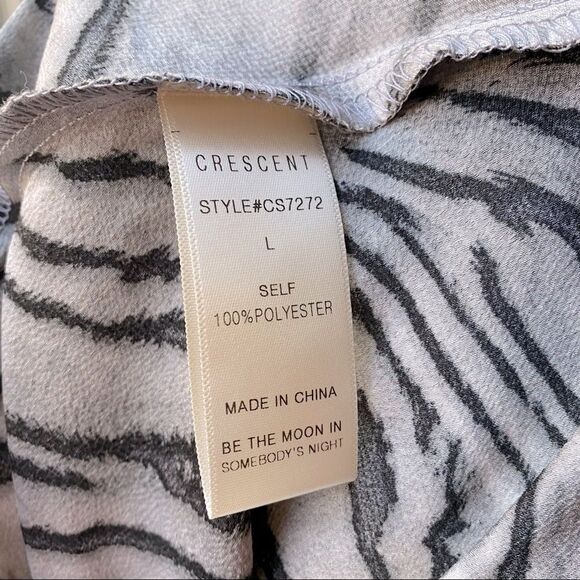 CRESCENT
STYLE#CS7272
L
SELF
100%POLYESTER
MADE IN CHINA
BE THE MOON IN
SOMEBODY'S NIGHT